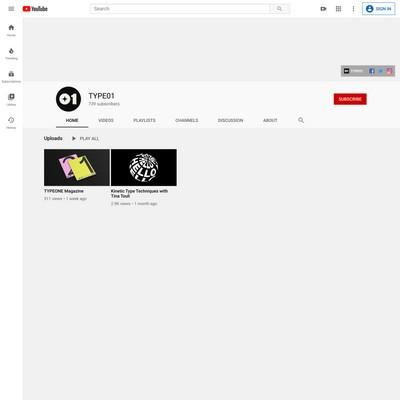 YouTube
Search
SIGN IN
Home
Trending
Subscriptions
Library
History
01
TYPE01
739 subscribers
SUBSCRIBE
HOME VIDEOS PLAYLISTS CHANNELS DISCUSSION ABOUT
Uploads PLAY ALL
TYPEONE Magazine
Kinetic Type Techniques with
Tina Touli
311 views • 1 week ago
2.9K views • 1 month ago